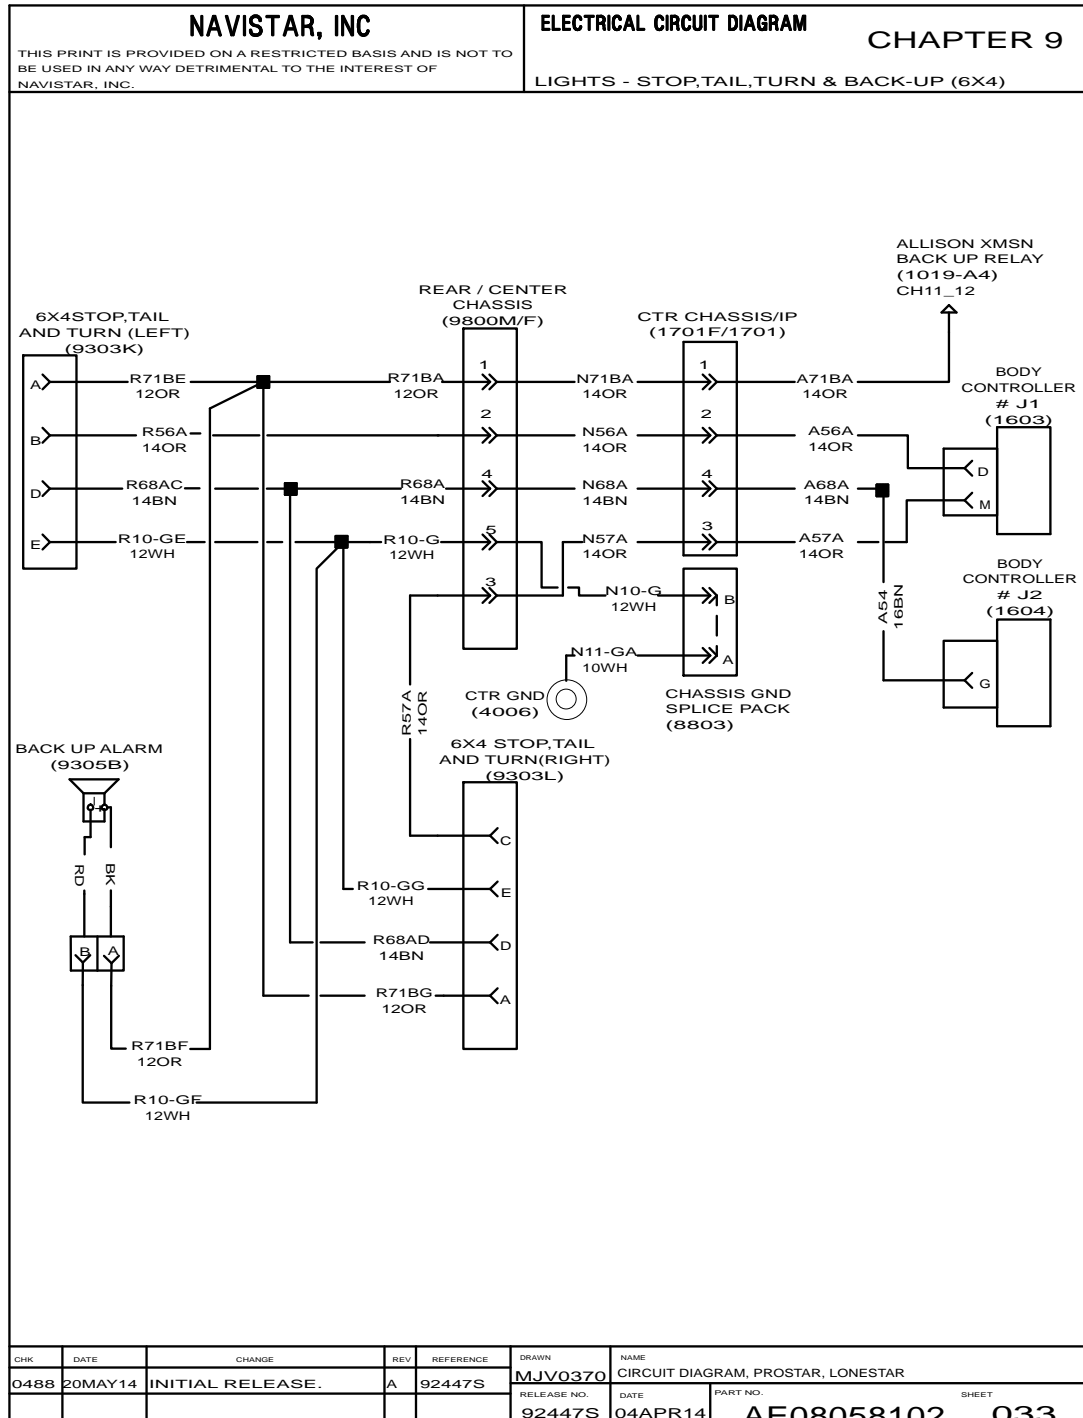 NAVISTAR, INC
THIS PRINT IS PROVIDED ON A RESTRICTED BASIS AND IS NOT TO
BE USED IN ANY WAY DETRIMENTAL TO THE INTEREST OF
NAVISTAR, INC.
ELECTRICAL CIRCUIT DIAGRAM
CHAPTER 9
LIGHTS - STOP,TAIL,TURN & BACK-UP (6X4)
ALLISON XMSN
BACK UP RELAY
(1019-A4)
CH11_12
REAR / CENTER
CHASSIS
(9800M/F)
CTR CHASSIS/IP
(1701F/1701)
6X4STOP,TAIL
AND TURN (LEFT)
(9303K)
BODY
CONTROLLER
# J1
(1603)
A
R71BE
12OR
R71BA
12OR
1
N71BA
14OR
1
A71BA
14OR
B
R56A
14OR
2
N56A
14OR
2
A56A
14OR
D
D
R68AC
14BN
R68A
14BN
4
N68A
14BN
4
A68A
14BN
M
E
R10-GE
12WH
R10-G
12WH
5
N57A
14OR
3
A57A
14OR
BODY
CONTROLLER
# J2
(1604)
3
N10-G
12WH
B
A54
16BN
N11-GA
10WH
A
G
R57A
14OR
CTR GND
(4006)
CHASSIS GND
SPLICE PACK
(8803)
BACK UP ALARM
(9305B)
6X4 STOP,TAIL
AND TURN(RIGHT)
(9303L)
C
RD
BK
R10-GG
12WH
E
B
A
R68AD
14BN
D
R71BG
12OR
A
R71BF
12OR
R10-GF
12WH
CHK
DATE
CHANGE
REV
REFERENCE
DRAWN
NAME
0488
20MAY14
INITIAL RELEASE.
A
92447S
MJV0370
CIRCUIT DIAGRAM, PROSTAR, LONESTAR
RELEASE NO.
DATE
PART NO.
SHEET
92447S
04APR14
AE08058102
033